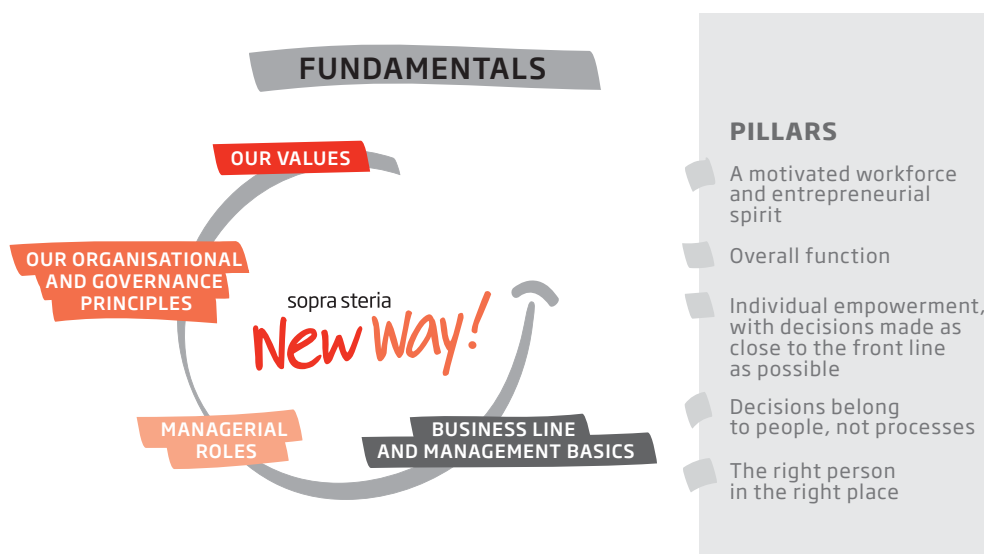 FUNDAMENTALS
OUR VALUES
OUR ORGANISATIONAL
AND GOVERNANCE
PRINCIPLES
sopra steria
New Way!
MANAGERIAL
ROLES
BUSINESS LINE
AND MANAGEMENT BASICS
PILLARS
A motivated workforce
and entrepreneurial
spirit
Overall function
Individual empowerment,
with decisions made as
close to the front line
as possible
Decisions belong
to people, not processes
The right person
in the right place